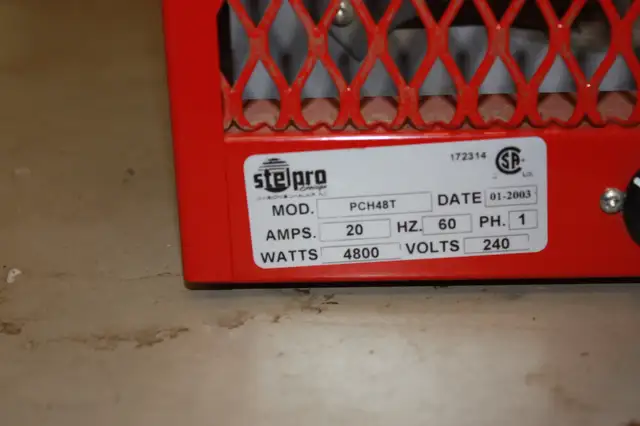 172314
stelpro
MOD. PCH48T DATE 01-2003
AMPS. 20 HZ. 60 PH. 1
WATTS 4800 VOLTS 240